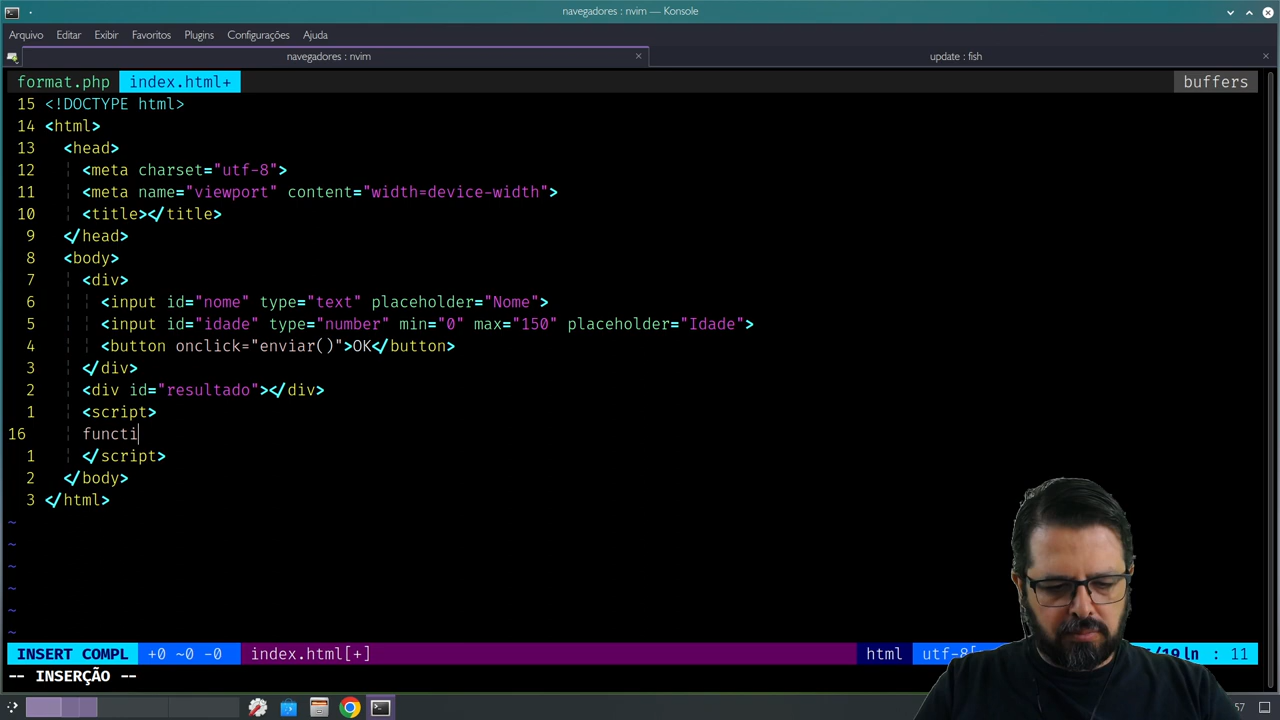 navegadores : nvim — Konsole
Arquivo Editar Exibir Favoritos Plugins Configurações Ajuda
navegadores : nvim update : fish
format.php index.html+ buffers
15 <!DOCTYPE html>
14 <html>
13 <head>
12 <meta charset="utf-8">
11 <meta name="viewport" content="width=device-width">
10 <title></title>
9 </head>
8 <body>
7 <div>
6 <input id="nome" type="text" placeholder="Nome">
5 <input id="idade" type="number" min="0" max="150" placeholder="Idade">
4 <button onclick="enviar()">OK</button>
3 </div>
2 <div id="resultado"></div>
1 <script>
16 functi
1 </script>
2 </body>
3 </html>
~
~
~
~
~
~
INSERT COMPL +0 ~0 -0 index.html[+] html utf-8[ /19 ln : 11
-- INSERÇÃO --
57